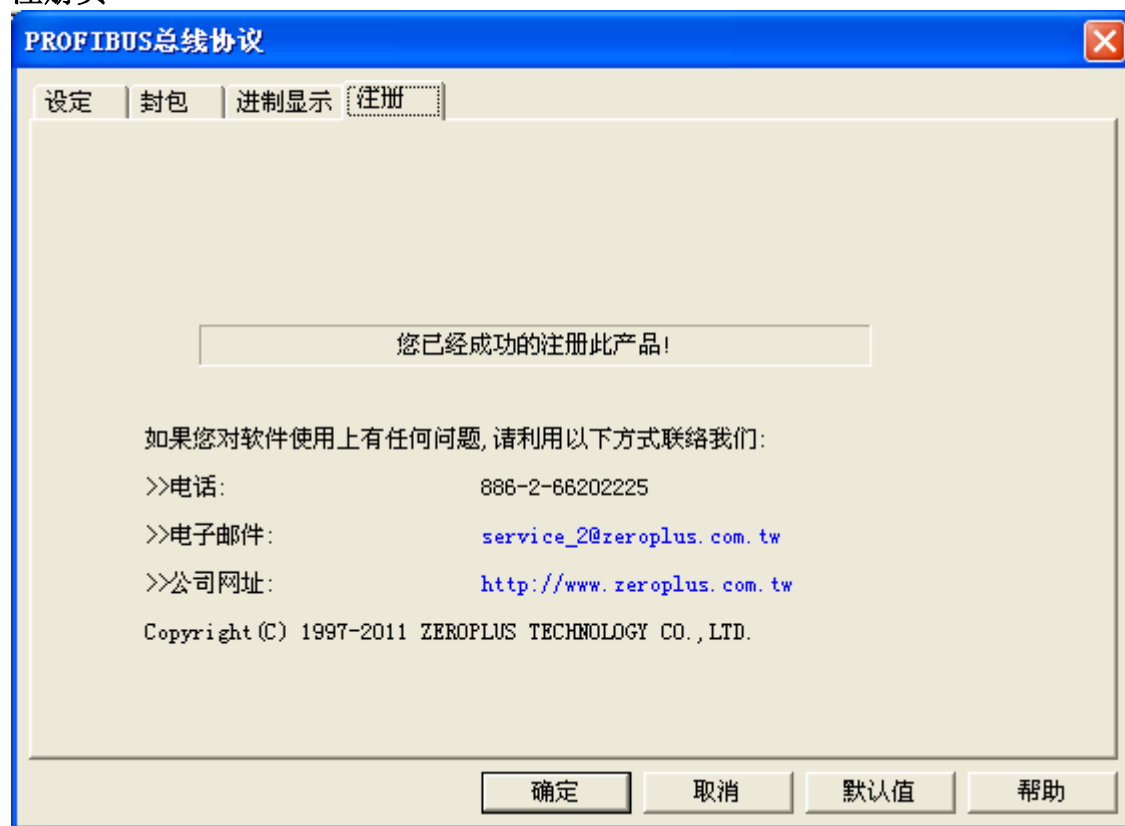 PROFIBUS总线协议
设定 封包 进制显示 注册
您已经成功的注册此产品!
如果您对软件使用上有任何问题,请利用以下方式联络我们:
>>电话: 886-2-66202225
>>电子邮件: service_2@zeroplus.com.tw
>>公司网址: http://www.zeroplus.com.tw
Copyright(C) 1997-2011 ZEROPLUS TECHNOLOGY CO.,LTD.
确定 取消 默认值 帮助